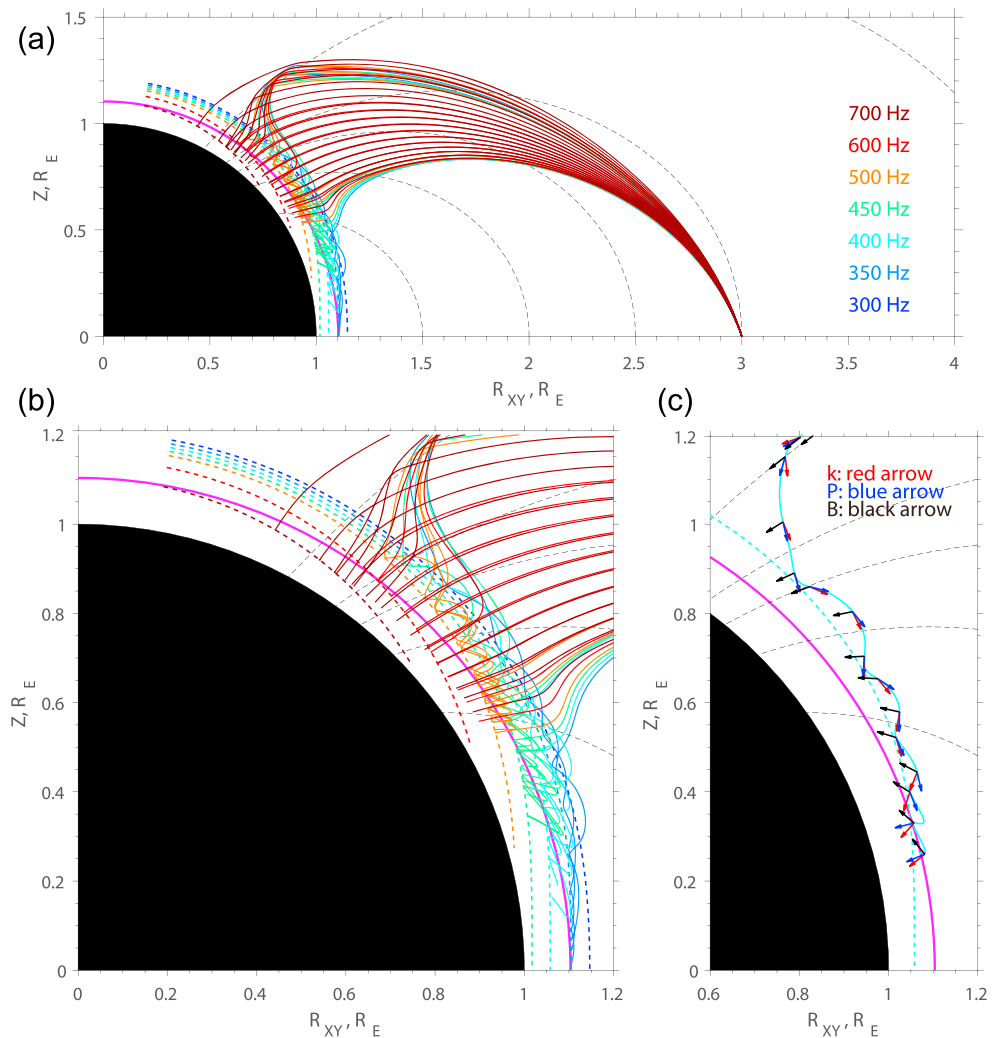 (a)
1.5
1
0.5
0
Z, R E
700 Hz
600 Hz
500 Hz
450 Hz
400 Hz
350 Hz
300 Hz
0 0.5 1 1.5 2 2.5 3 3.5 4
R XY , R E
(b)
1.2
1
0.8
0.6
0.4
0.2
0
Z, R E
0 0.2 0.4 0.6 0.8 1 1.2
R XY , R E
(c)
k: red arrow
P: blue arrow
B: black arrow
1.2
1
0.8
0.6
0.4
0.2
0
Z, R E
0.6 0.8 1 1.2
R XY , R E